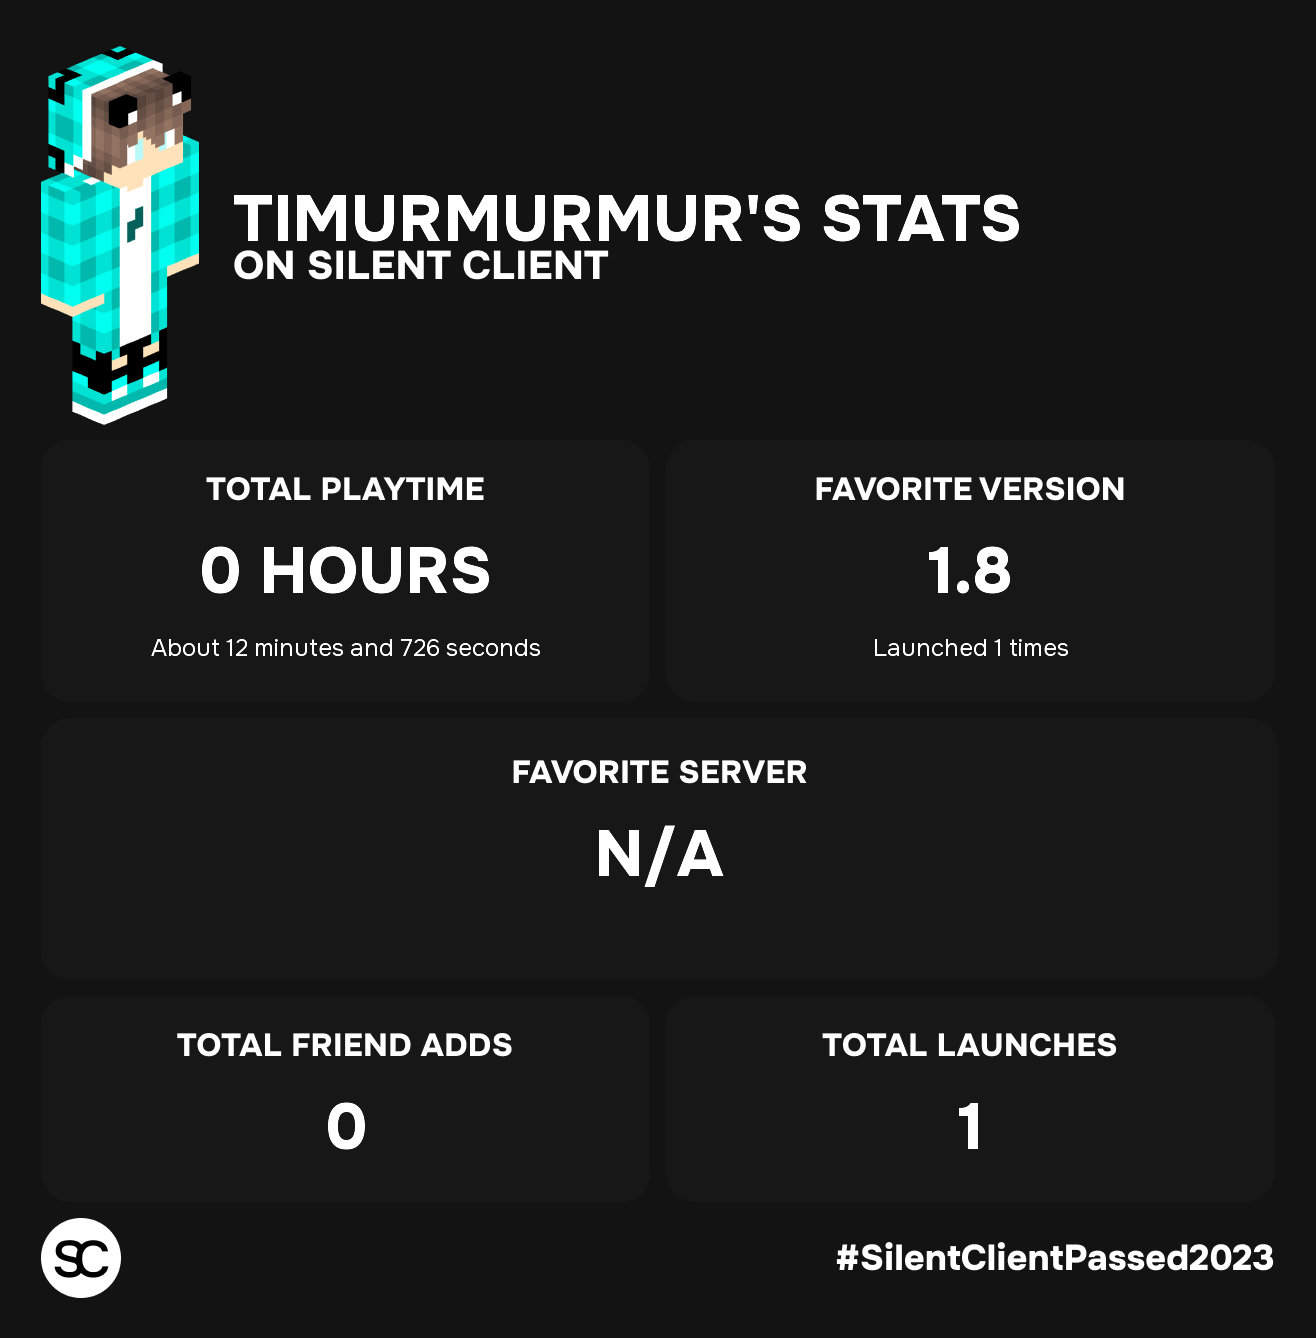 TIMURMURMUR'S STATS
ON SILENT CLIENT
TOTAL PLAYTIME
0 HOURS
About 12 minutes and 726 seconds
FAVORITE VERSION
1.8
Launched 1 times
FAVORITE SERVER
N/A
TOTAL FRIEND ADDS
0
TOTAL LAUNCHES
1
SC
#SilentClientPassed2023